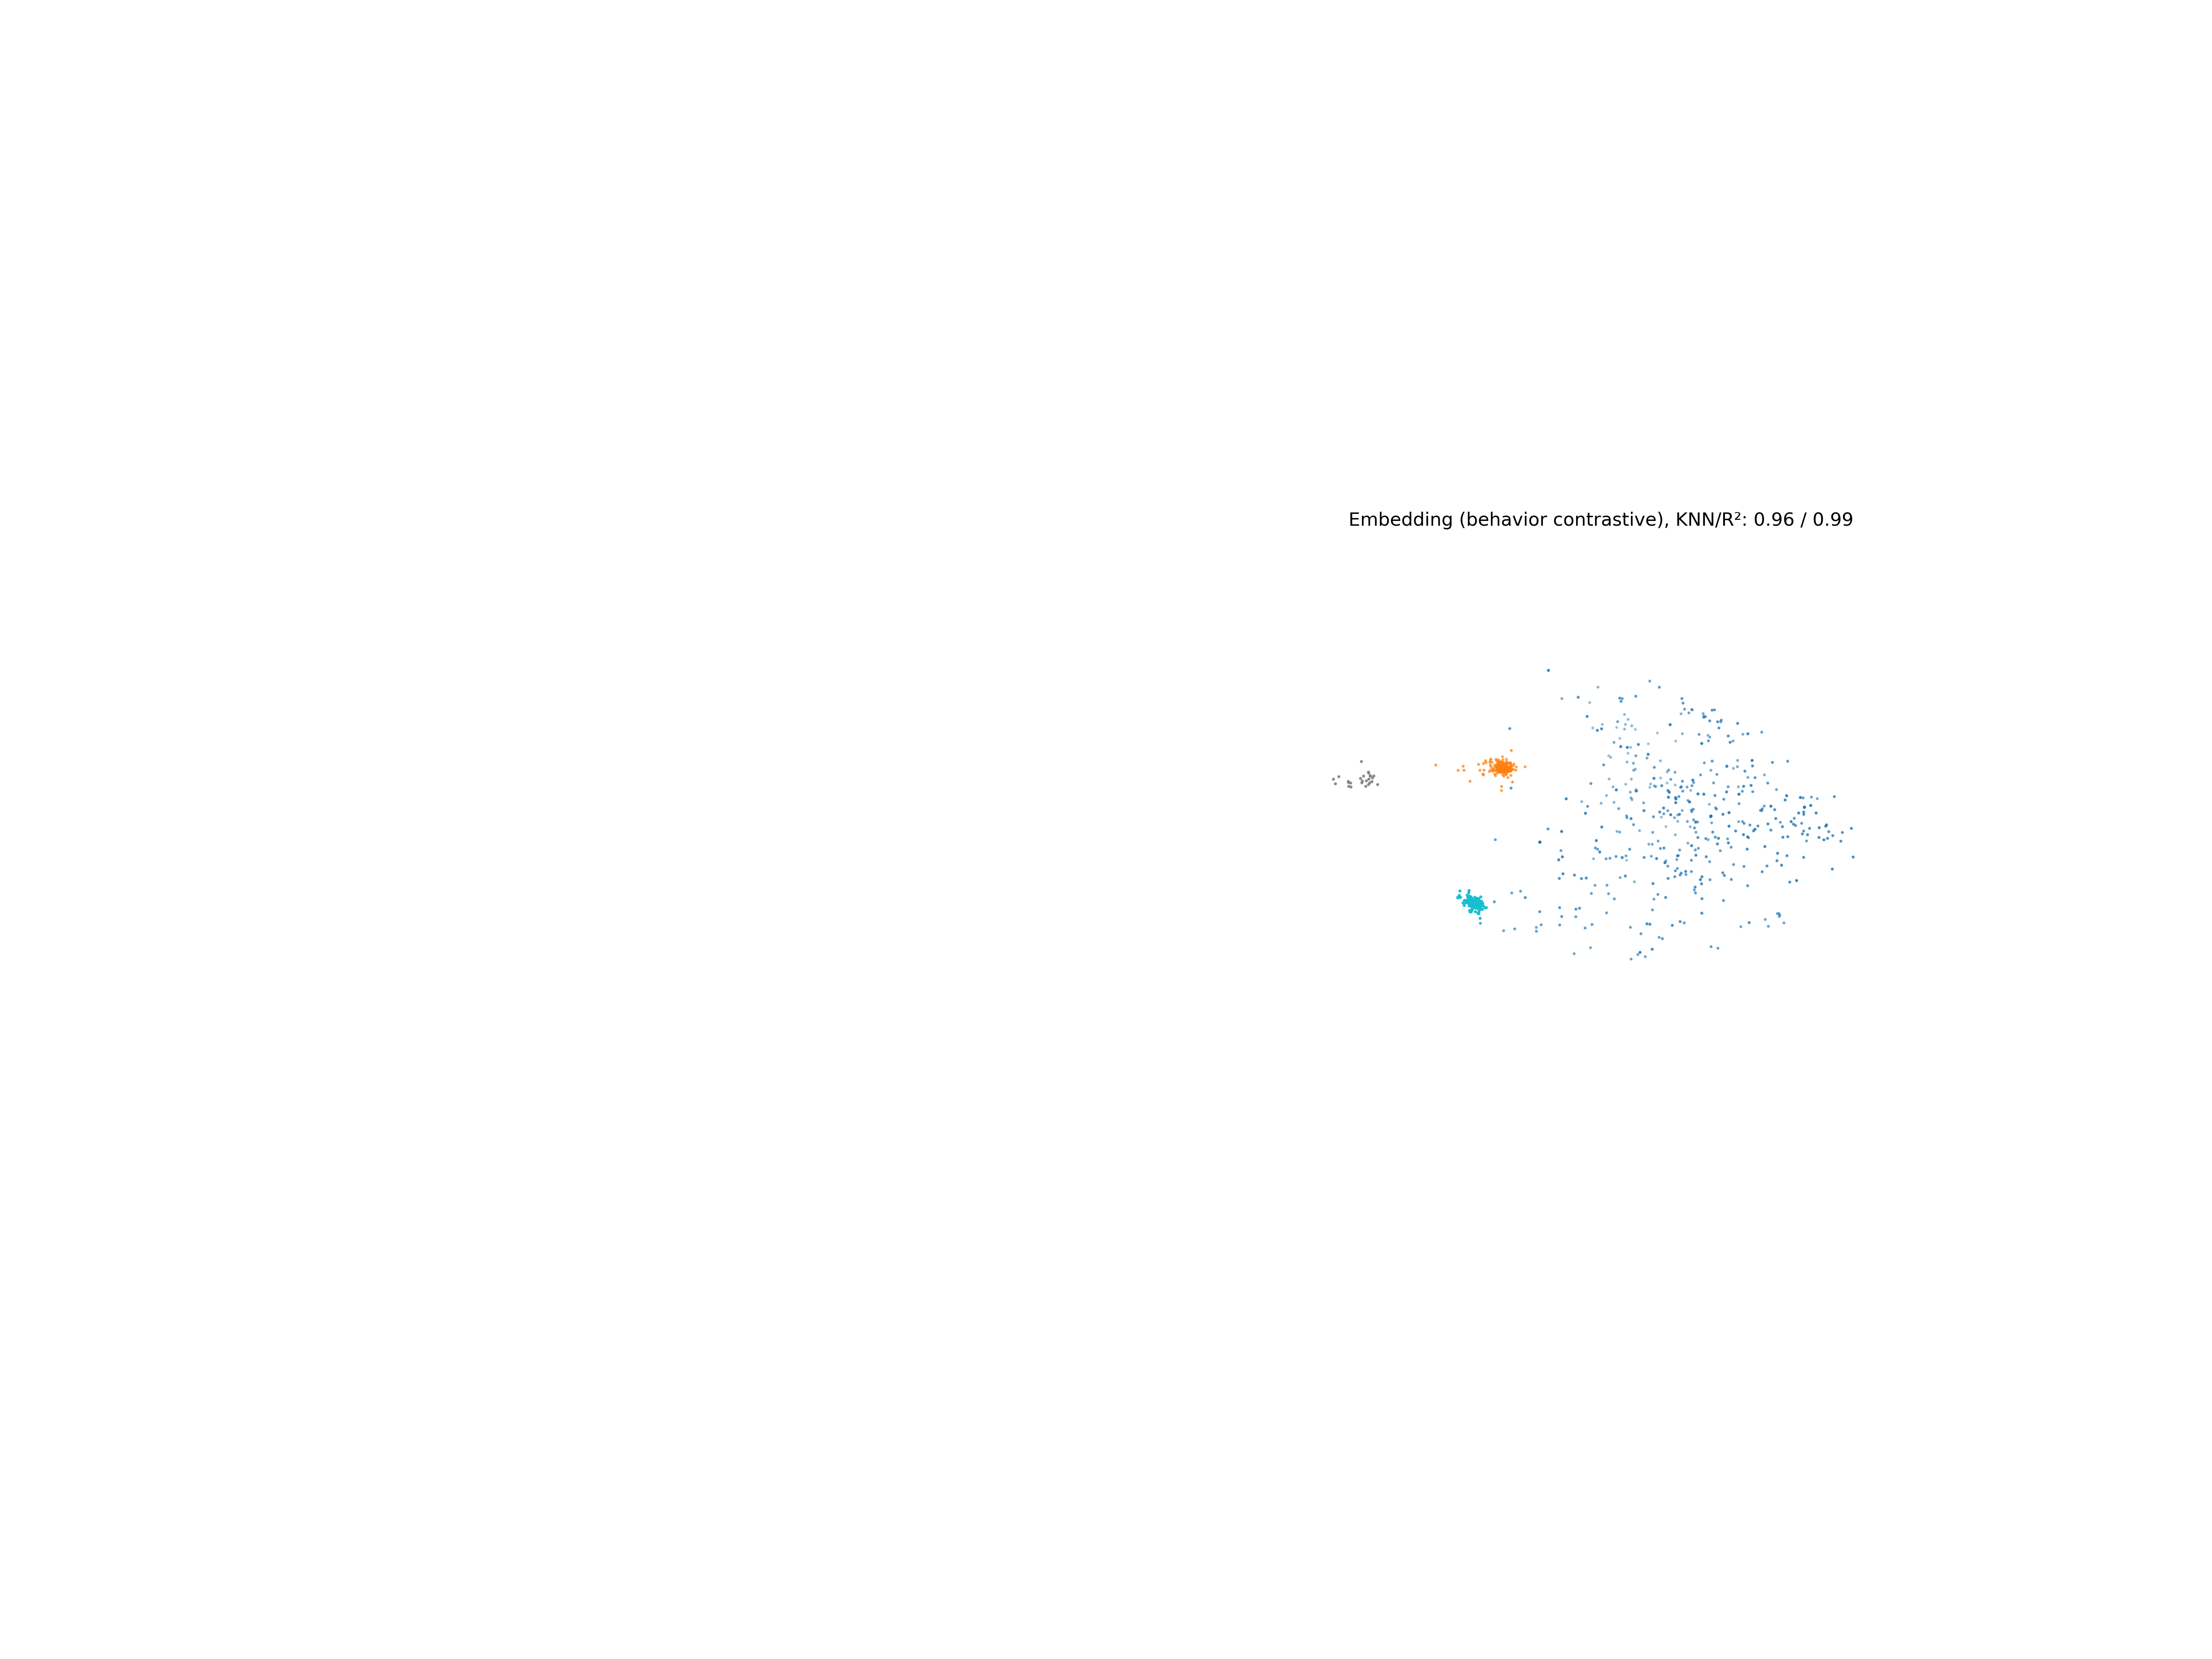 Embedding (behavior contrastive), KNN/R²: 0.96 / 0.99